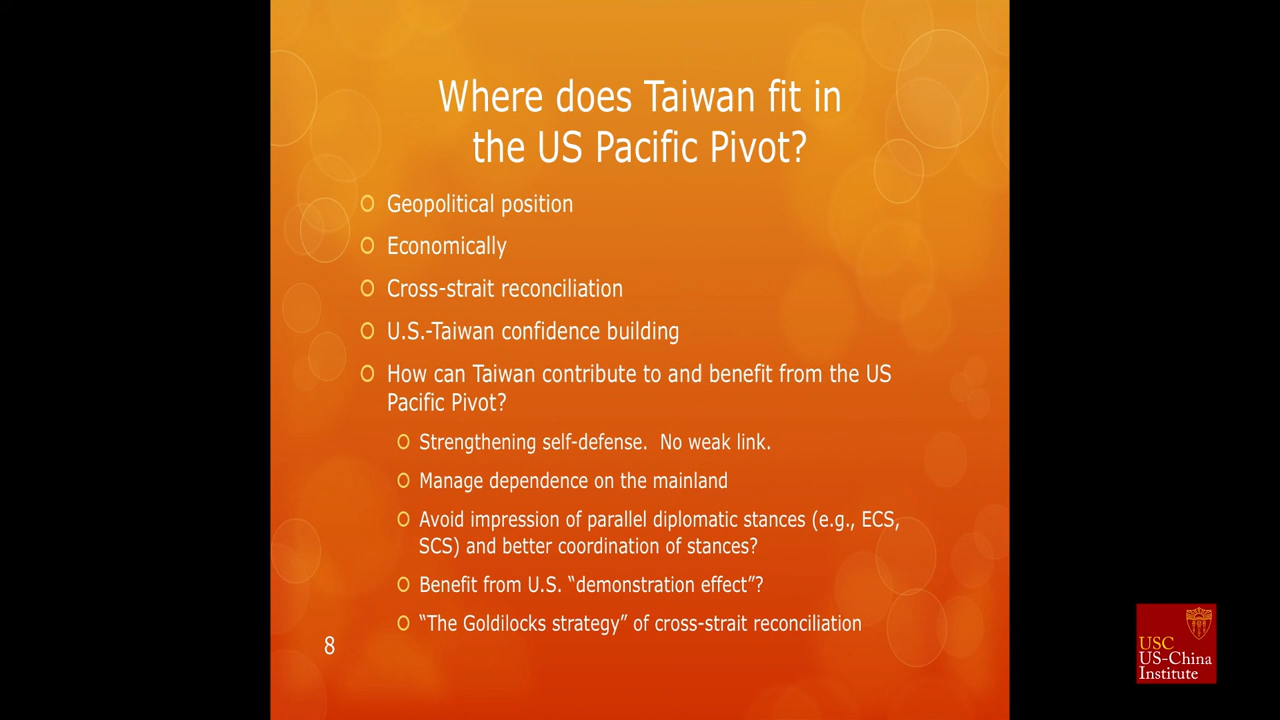 Where does Taiwan fit in
the US Pacific Pivot?
Geopolitical position
Economically
Cross-strait reconciliation
U.S.-Taiwan confidence building
How can Taiwan contribute to and benefit from the US
Pacific Pivot?
Strengthening self-defense.  No weak link.
Manage dependence on the mainland
Avoid impression of parallel diplomatic stances (e.g., ECS,
SCS) and better coordination of stances?
Benefit from U.S. “demonstration effect”?
“The Goldilocks strategy” of cross-strait reconciliation
8
USC
US-China
Institute